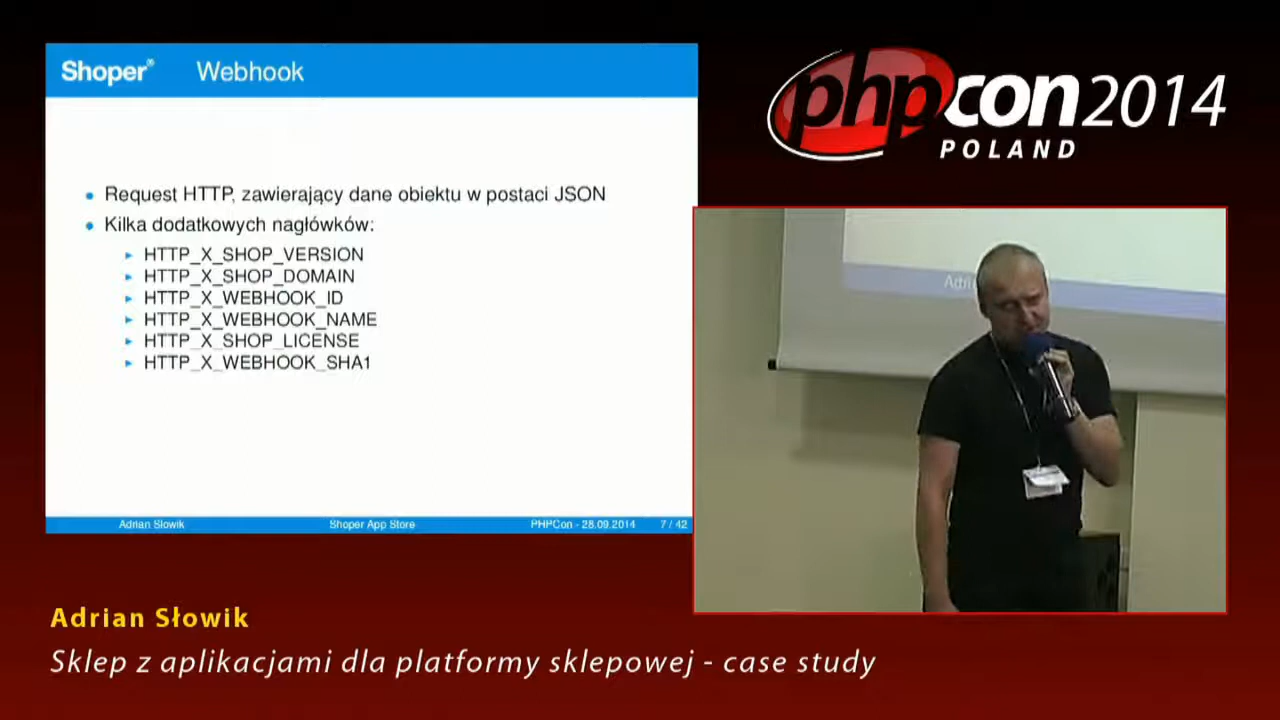 Shoper® Webhook
Request HTTP, zawierający dane obiektu w postaci JSON
Kilka dodatkowych nagłówków:
HTTP_X_SHOP_VERSION
HTTP_X_SHOP_DOMAIN
HTTP_X_WEBHOOK_ID
HTTP_X_WEBHOOK_NAME
HTTP_X_SHOP_LICENSE
HTTP_X_WEBHOOK_SHA1
Adrian Słowik Shoper App Store PHPCon - 28.09.2014 7 / 42
phpcon2014
POLAND
Adrian Słowik
Sklep z aplikacjami dla platformy sklepowej - case study